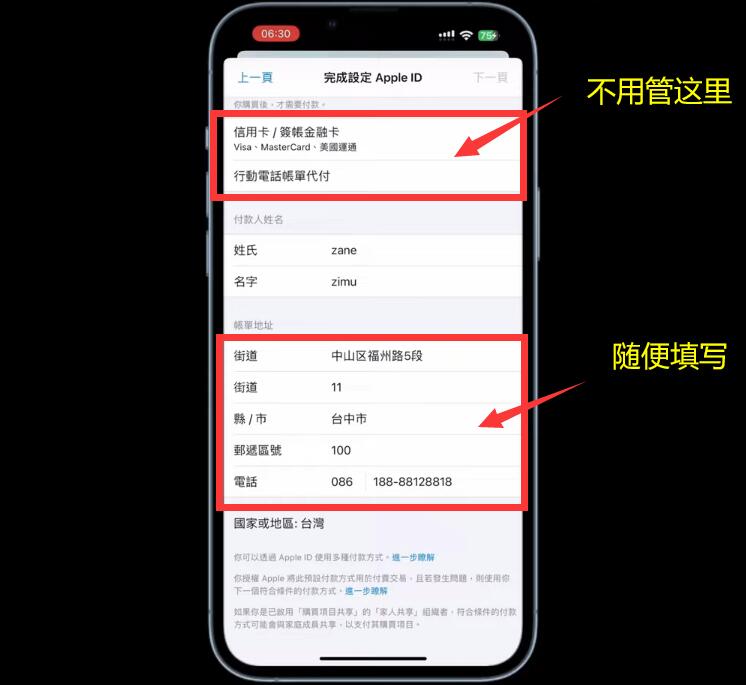 06:30
75
上一頁
完成設定 Apple ID
下一頁
不用管这里
你購買後，才需要付款。
信用卡 / 簽帳金融卡
Visa、MasterCard、美國運通
行動電話帳單代付
付款人姓名
姓氏 zane
名字 zimu
帳單地址
随便填写
街道 中山区福州路5段
街道 11
縣 / 市 台中市
郵遞區號 100
電話 086 188-88128818
國家或地區: 台灣
你可以透過 Apple ID 使用多種付款方式。進一步瞭解
你授權 Apple 將此預設付款方式用於付費交易，且若發生問題，則使用你
下一個符合條件的付款方式。進一步瞭解
如果你是已啟用「購買項目共享」的「家人共享」組織者，符合條件的付款
方式可能會與家庭成員共享，以支付其購買項目。